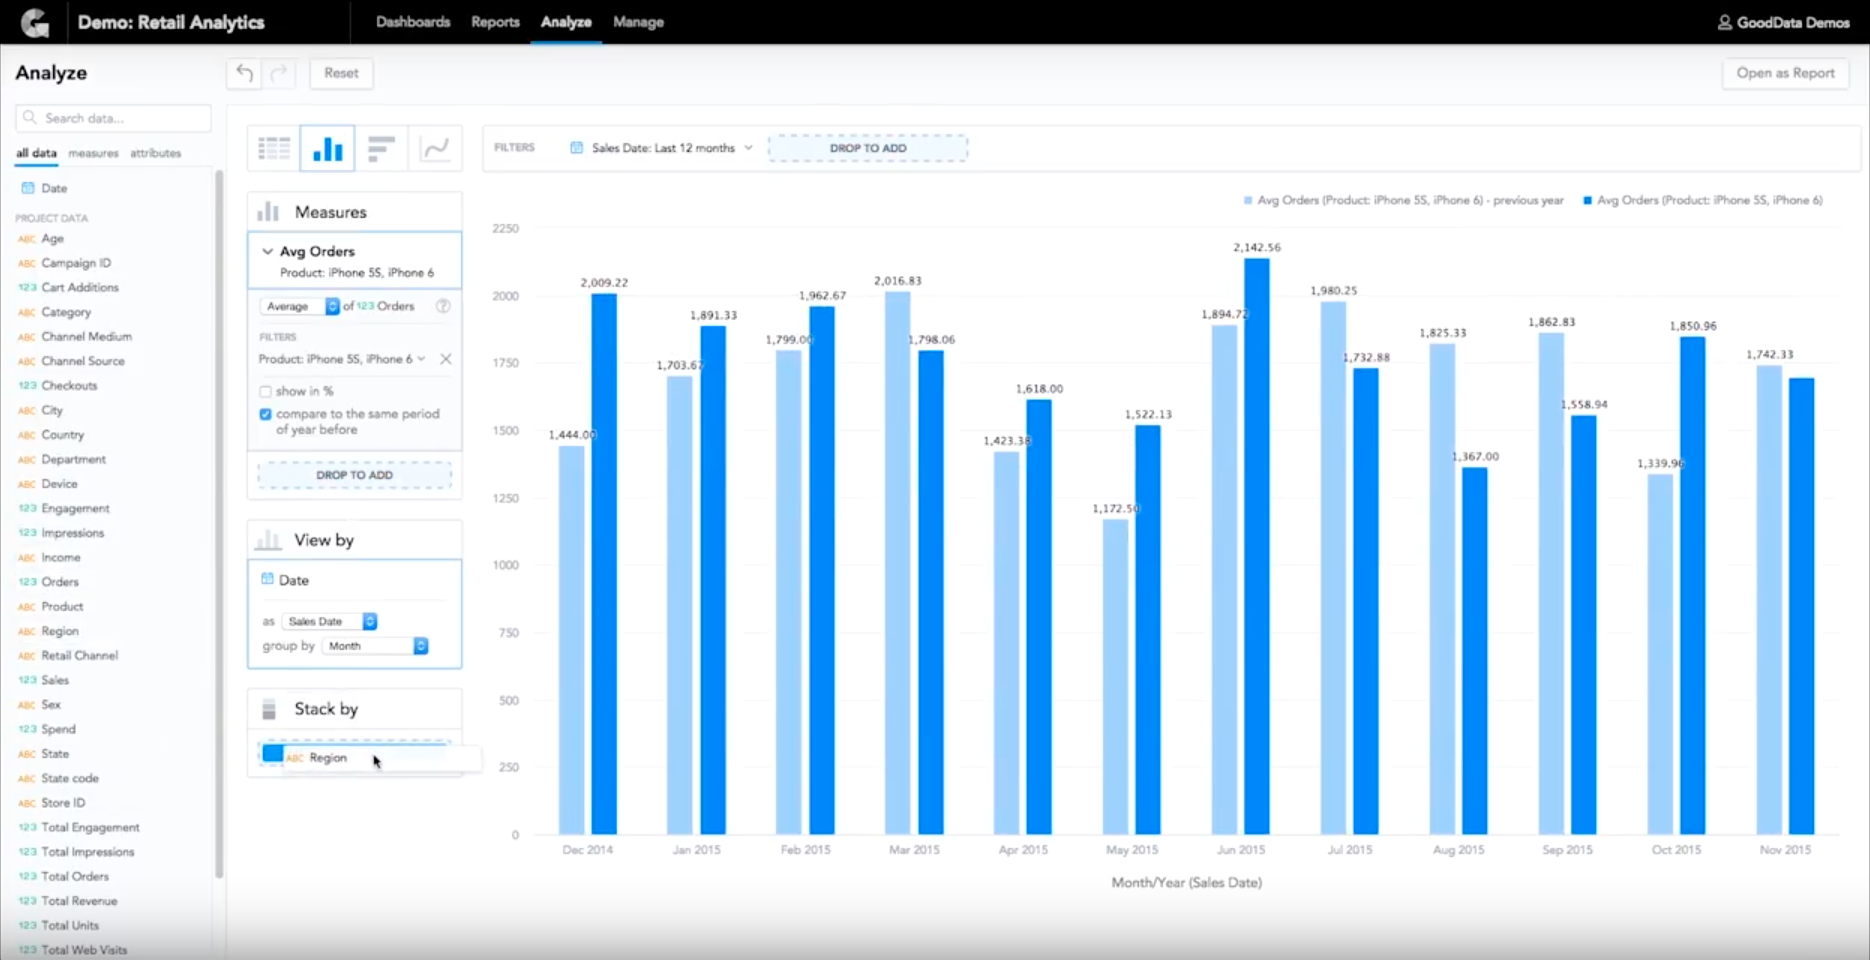 Demo: Retail Analytics
Dashboards
Reports
Analyze
Manage
GoodData Demos
Analyze
Reset
Open as Report
Search data...
all data
measures
attributes
Date
PROJECT DATA
ABC Age
ABC Campaign ID
123 Cart Additions
ABC Category
ABC Channel Medium
ABC Channel Source
123 Checkouts
ABC City
ABC Country
ABC Department
ABC Device
123 Engagement
123 Impressions
ABC Income
123 Orders
ABC Product
ABC Region
ABC Retail Channel
123 Sales
ABC Sex
123 Spend
ABC State
ABC State code
ABC Store ID
123 Total Engagement
123 Total Impressions
123 Total Orders
123 Total Revenue
123 Total Units
123 Total Web Visits
Measures
Avg Orders
Product: iPhone 5S, iPhone 6
Average of 123 Orders ?
FILTERS
Product: iPhone 5S, iPhone 6
show in %
compare to the same period
of year before
DROP TO ADD
View by
Date
as Sales Date
group by Month
Stack by
ABC Region
FILTERS
Sales Date: Last 12 months
DROP TO ADD
Avg Orders (Product: iPhone 5S, iPhone 6) - previous year
Avg Orders (Product: iPhone 5S, iPhone 6)
2250
2000
1750
1500
1250
1000
750
500
250
0
1,444.00
2,009.22
1,703.67
1,891.33
1,799.00
1,962.67
2,016.83
1,798.06
1,423.38
1,618.00
1,172.50
1,522.13
1,894.72
2,142.56
1,980.25
1,732.88
1,825.33
1,367.00
1,862.83
1,558.94
1,339.96
1,850.96
1,742.33
Dec 2014
Jan 2015
Feb 2015
Mar 2015
Apr 2015
May 2015
Jun 2015
Jul 2015
Aug 2015
Sep 2015
Oct 2015
Nov 2015
Month/Year (Sales Date)